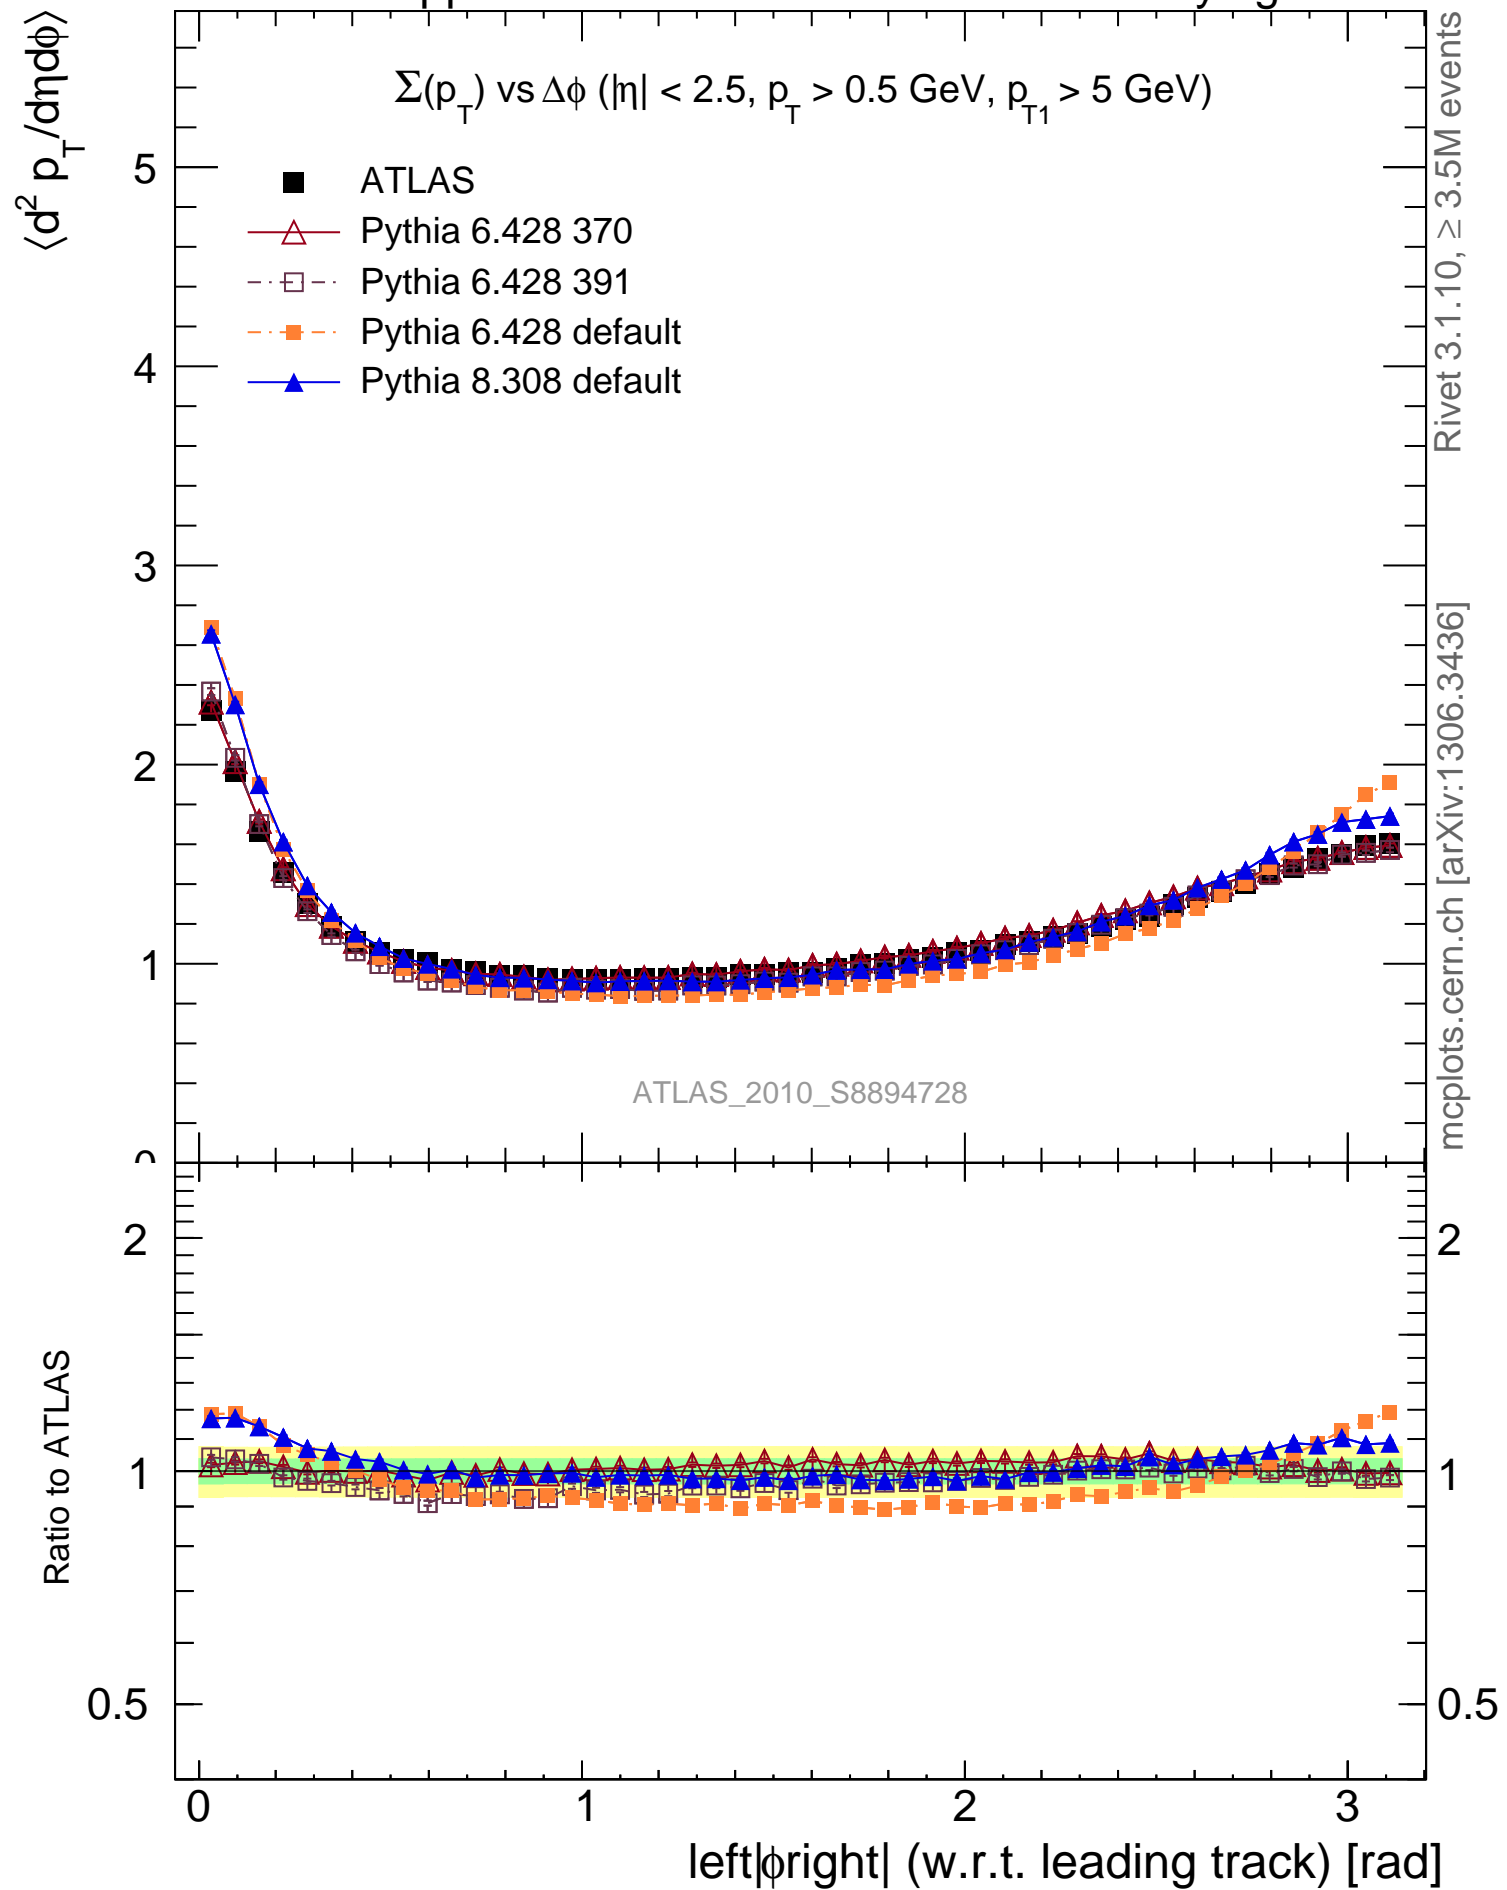 ⟨d² p_T/dηdϕ⟩
Σ(p_T) vs Δϕ (|η| < 2.5, p_T > 0.5 GeV, p_T1 > 5 GeV)
ATLAS
Pythia 6.428 370
Pythia 6.428 391
Pythia 6.428 default
Pythia 8.308 default
5
4
3
2
1
0
ATLAS_2010_S8894728
Rivet 3.1.10, ≥ 3.5M events
mcplots.cern.ch [arXiv:1306.3436]
Ratio to ATLAS
2
1
0.5
2
1
0.5
0 1 2 3
left|ϕright| (w.r.t. leading track) [rad]